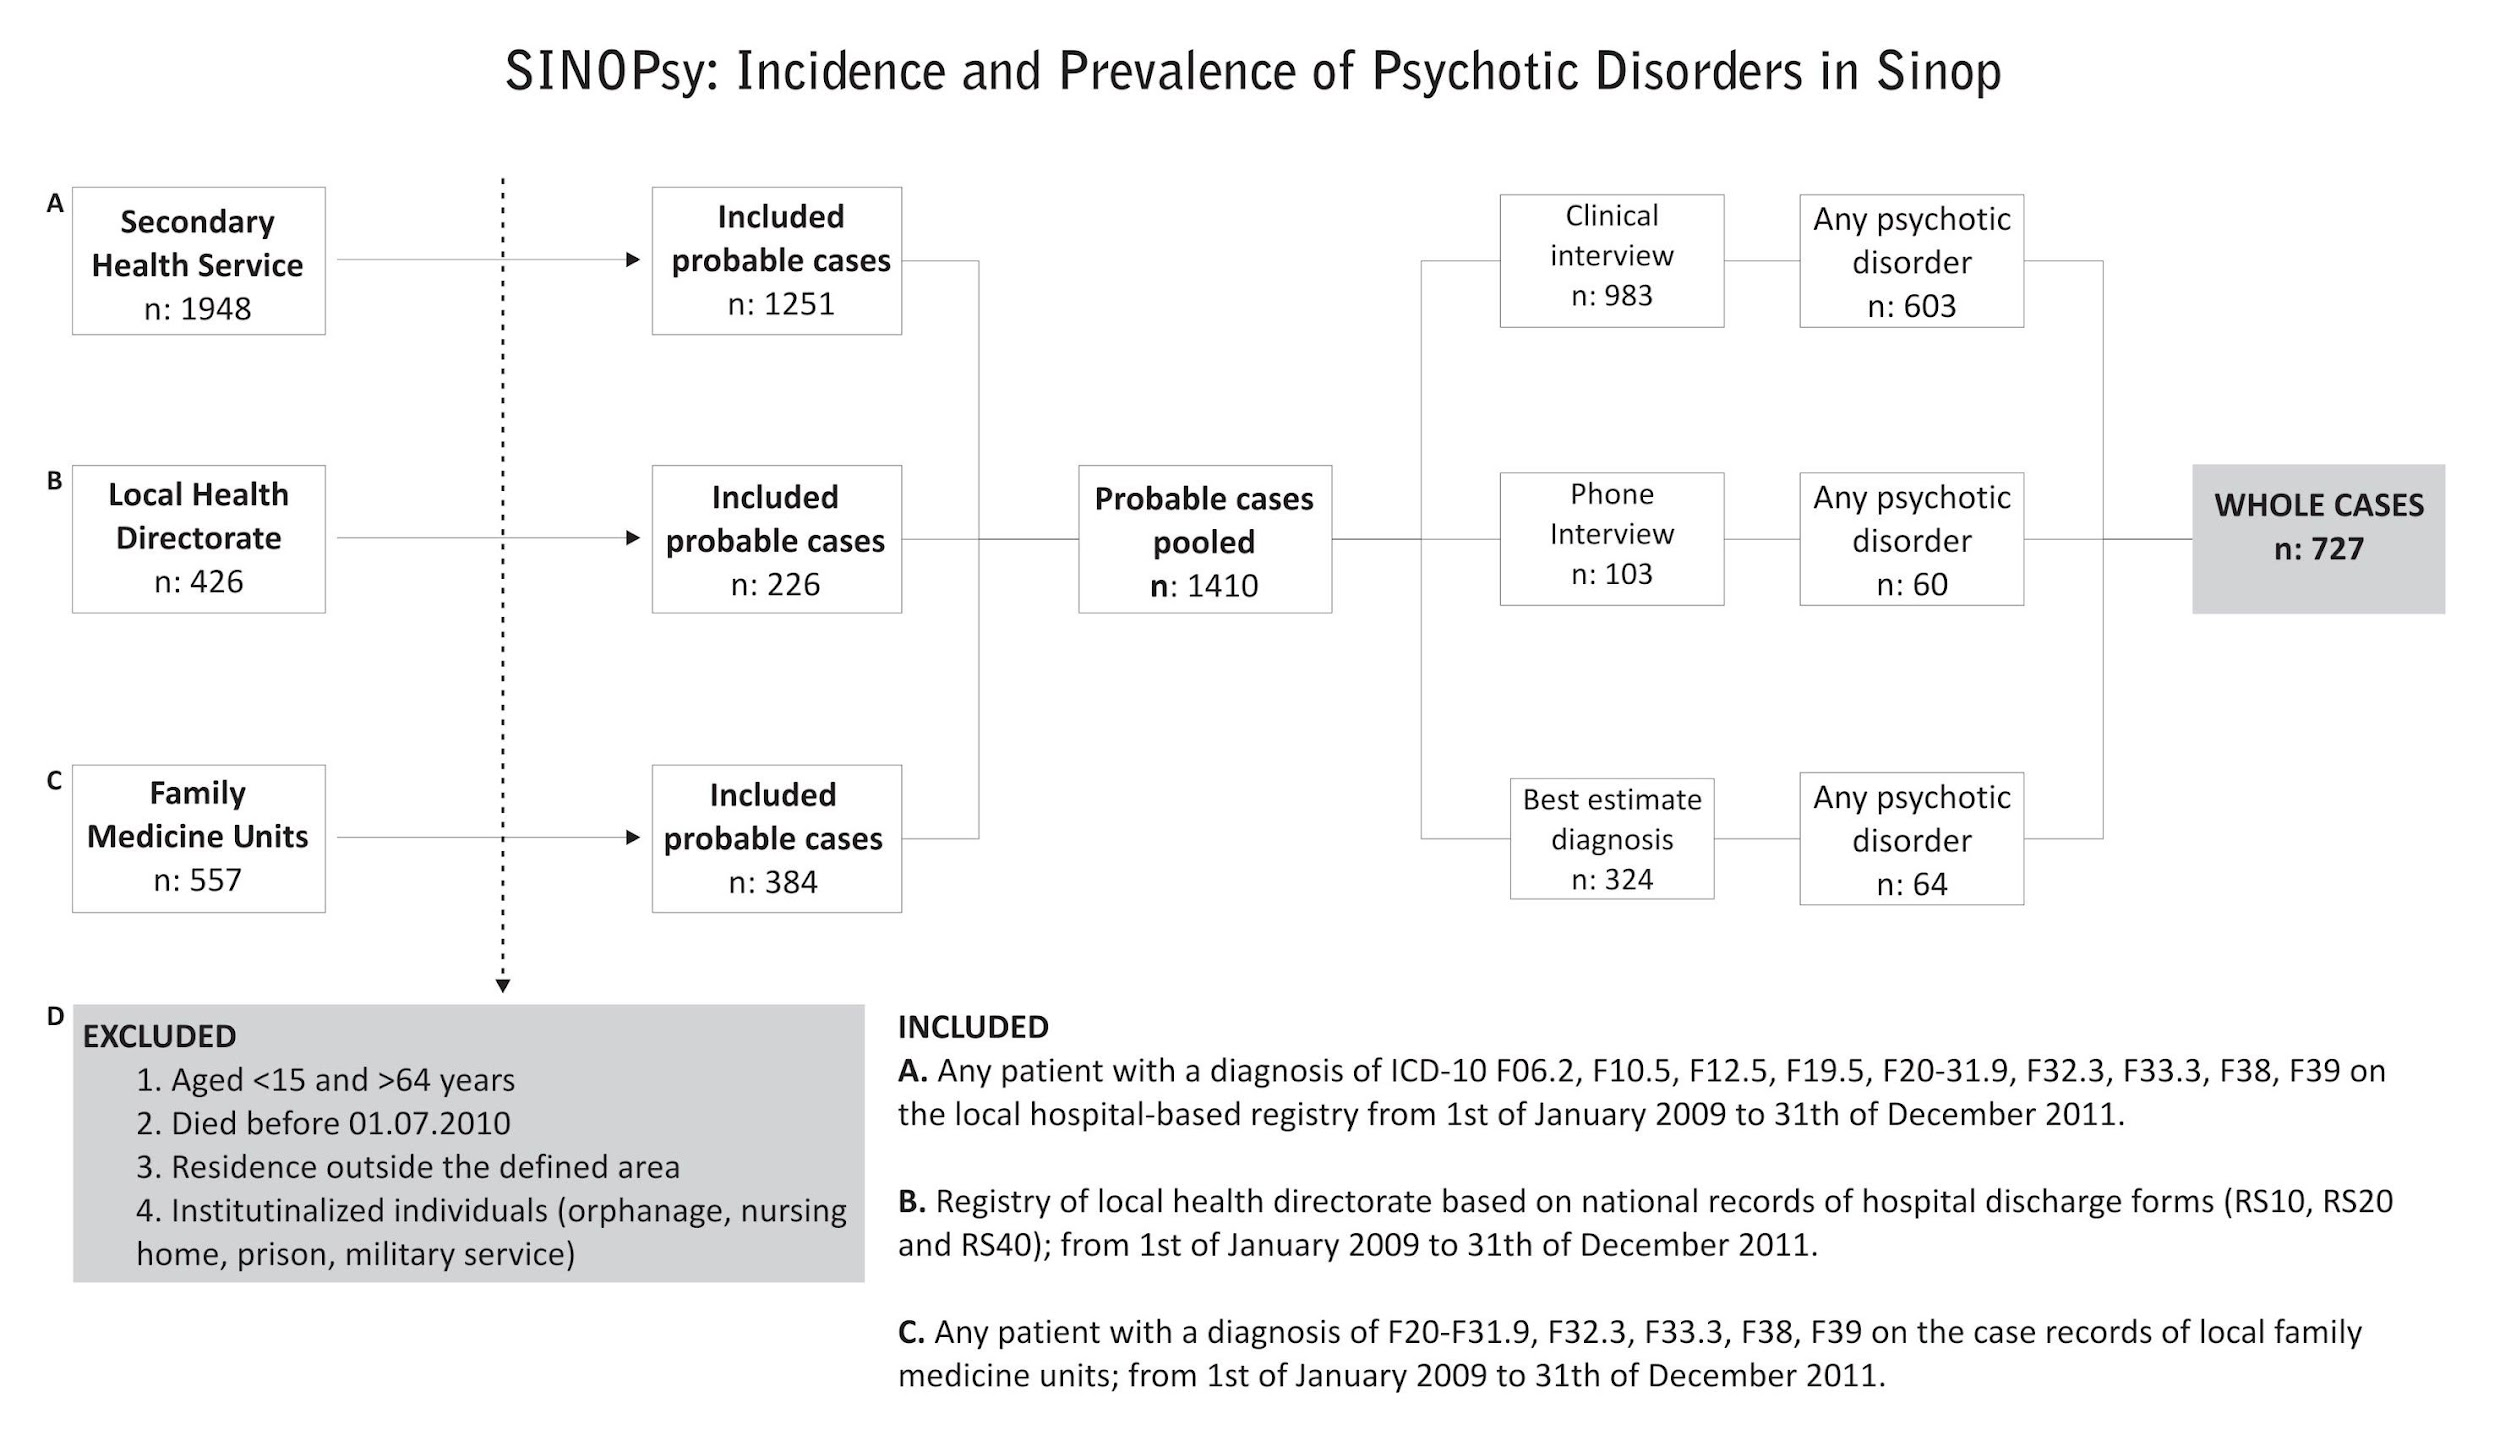 SINOPsy: Incidence and Prevalence of Psychotic Disorders in Sinop
A
Secondary
Health Service
n: 1948
Included
probable cases
n: 1251
Clinical
interview
n: 983
Any psychotic
disorder
n: 603
B
Local Health
Directorate
n: 426
Included
probable cases
n: 226
Probable cases
pooled
n: 1410
Phone
Interview
n: 103
Any psychotic
disorder
n: 60
WHOLE CASES
n: 727
C
Family
Medicine Units
n: 557
Included
probable cases
n: 384
Best estimate
diagnosis
n: 324
Any psychotic
disorder
n: 64
D
EXCLUDED
1. Aged <15 and >64 years
2. Died before 01.07.2010
3. Residence outside the defined area
4. Institutinalized individuals (orphanage, nursing
home, prison, military service)
INCLUDED
A. Any patient with a diagnosis of ICD-10 F06.2, F10.5, F12.5, F19.5, F20-31.9, F32.3, F33.3, F38, F39 on
the local hospital-based registry from 1st of January 2009 to 31th of December 2011.
B. Registry of local health directorate based on national records of hospital discharge forms (RS10, RS20
and RS40); from 1st of January 2009 to 31th of December 2011.
C. Any patient with a diagnosis of F20-F31.9, F32.3, F33.3, F38, F39 on the case records of local family
medicine units; from 1st of January 2009 to 31th of December 2011.